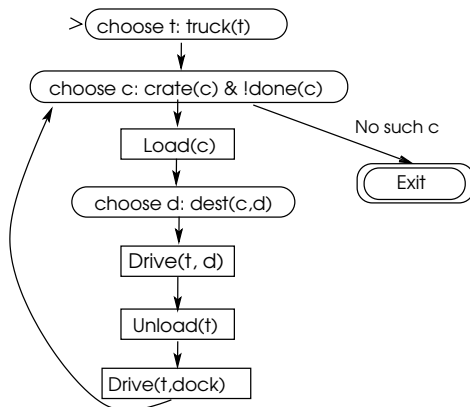 > choose t: truck(t)
choose c: crate(c) & !done(c)
No such c
Load(c)
Exit
choose d: dest(c,d)
Drive(t, d)
Unload(t)
Drive(t,dock)